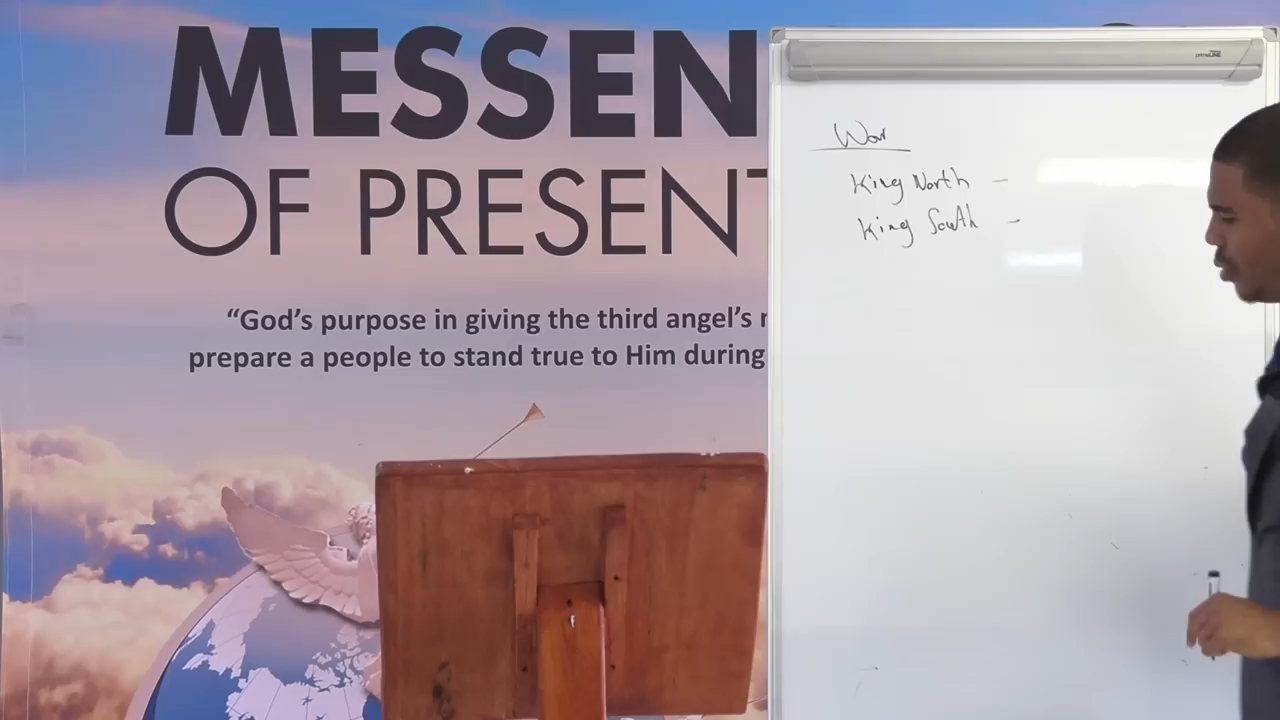 MESSEN
OF PRESENT
“God’s purpose in giving the third angel’s
prepare a people to stand true to Him during
War
King North –
King South –